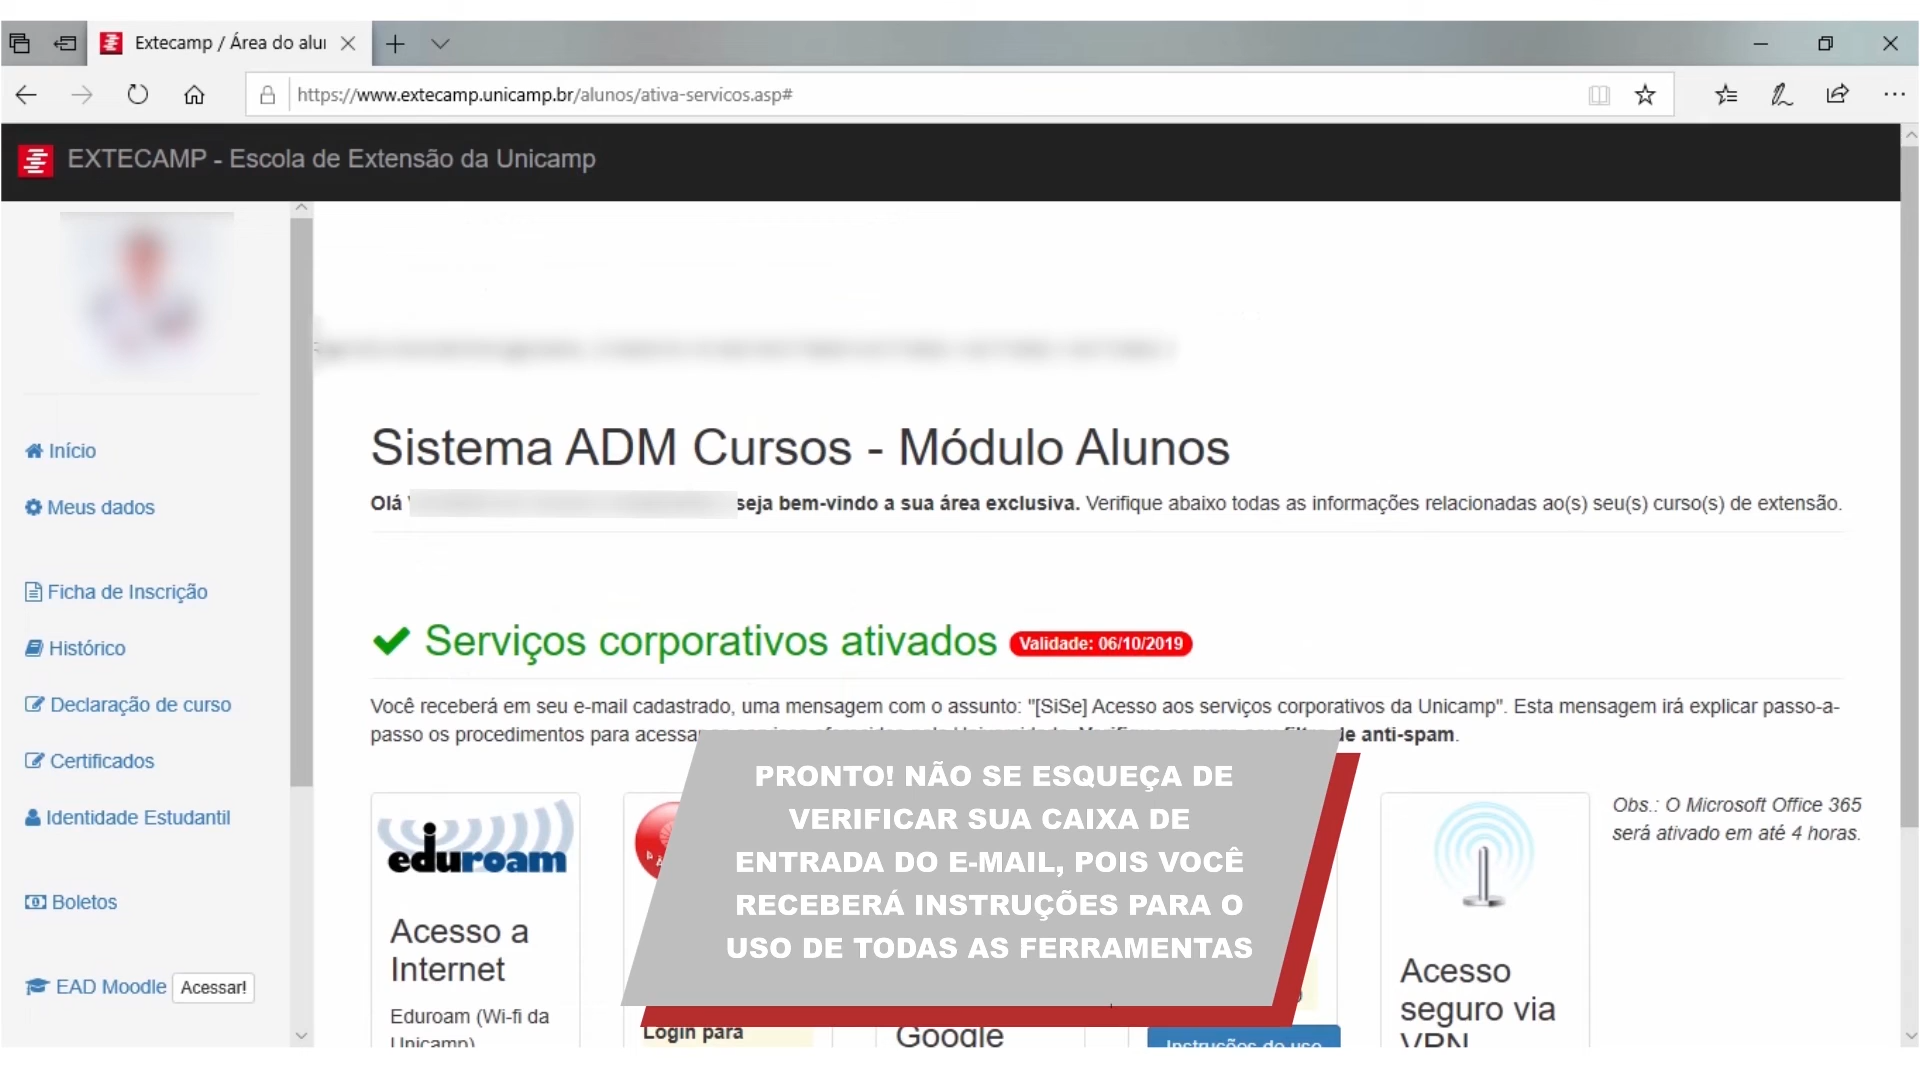 Extecamp / Área do alu
https://www.extecamp.unicamp.br/alunos/ativa-servicos.asp#
EXTECAMP - Escola de Extensão da Unicamp
Início
Meus dados
Ficha de Inscrição
Histórico
Declaração de curso
Certificados
Identidade Estudantil
Boletos
EAD Moodle Acessar!
Sistema ADM Cursos - Módulo Alunos
Olá seja bem-vindo a sua área exclusiva. Verifique abaixo todas as informações relacionadas ao(s) seu(s) curso(s) de extensão.
Serviços corporativos ativados Validade: 06/10/2019
Você receberá em seu e-mail cadastrado, uma mensagem com o assunto: "[SiSe] Acesso aos serviços corporativos da Unicamp". Esta mensagem irá explicar passo-a-
passo os procedimentos para acessar de anti-spam.
eduroam
Acesso a
Internet
Eduroam (Wi-fi da
Unicamp)
PRONTO! NÃO SE ESQUEÇA DE
VERIFICAR SUA CAIXA DE
ENTRADA DO E-MAIL, POIS VOCÊ
RECEBERÁ INSTRUÇÕES PARA O
USO DE TODAS AS FERRAMENTAS
Login para
Google
Instruções de uso
Acesso
seguro via
VPN
Obs.: O Microsoft Office 365
será ativado em até 4 horas.